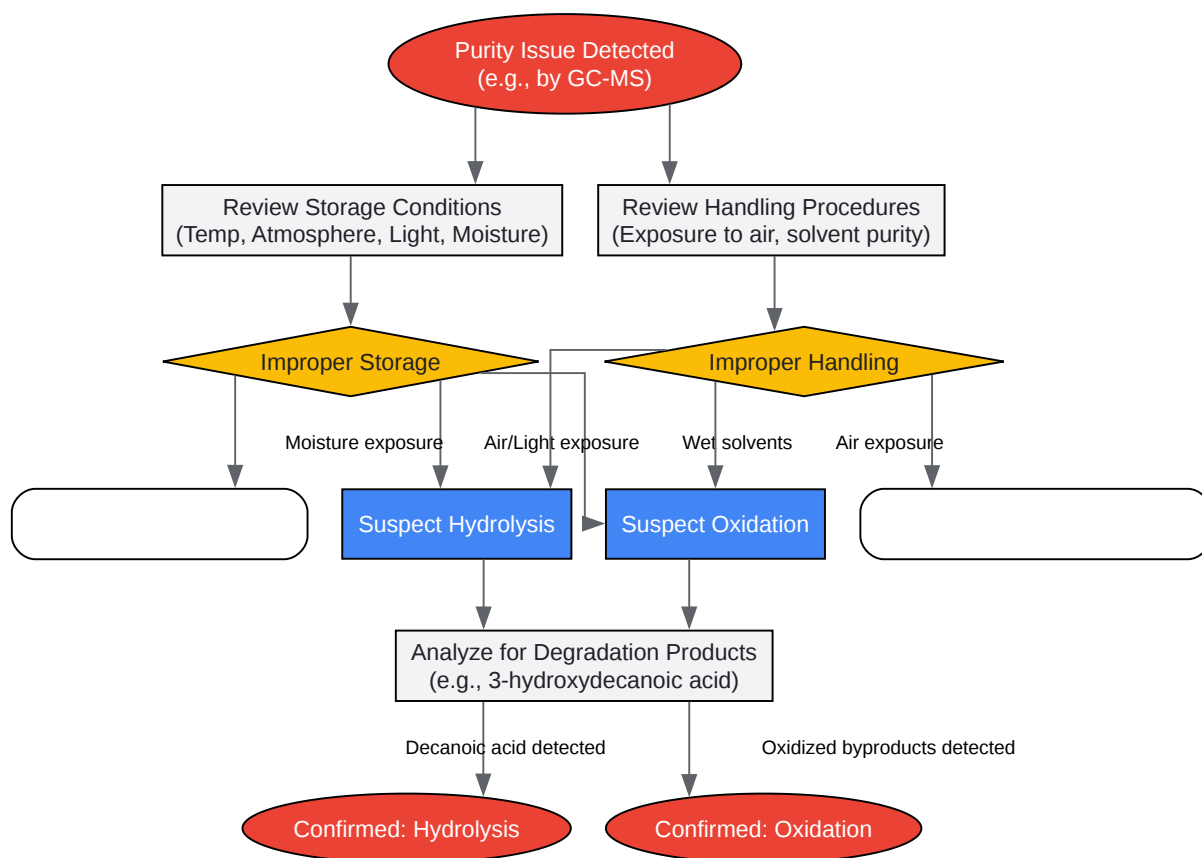 Purity Issue Detected
(e.g., by GC-MS)
Review Storage Conditions
(Temp, Atmosphere, Light, Moisture)
Review Handling Procedures
(Exposure to air, solvent purity)
Improper Storage
Improper Handling
Moisture exposure
Air/Light exposure
Wet solvents
Air exposure
Suspect Hydrolysis
Suspect Oxidation
Analyze for Degradation Products
(e.g., 3-hydroxydecanoic acid)
Decanoic acid detected
Oxidized byproducts detected
Confirmed: Hydrolysis
Confirmed: Oxidation